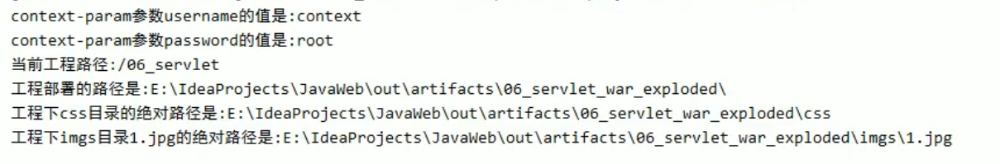 context-param参数username的值是:context
context-param参数password的值是:root
当前工程路径:/06_servlet
工程部署的路径是:E:\IdeaProjects\JavaWeb\out\artifacts\06_servlet_war_exploded\
工程下css目录的绝对路径是:E:\IdeaProjects\JavaWeb\out\artifacts\06_servlet_war_exploded\css
工程下imgs目录1.jpg的绝对路径是:E:\IdeaProjects\JavaWeb\out\artifacts\06_servlet_war_exploded\imgs\1.jpg